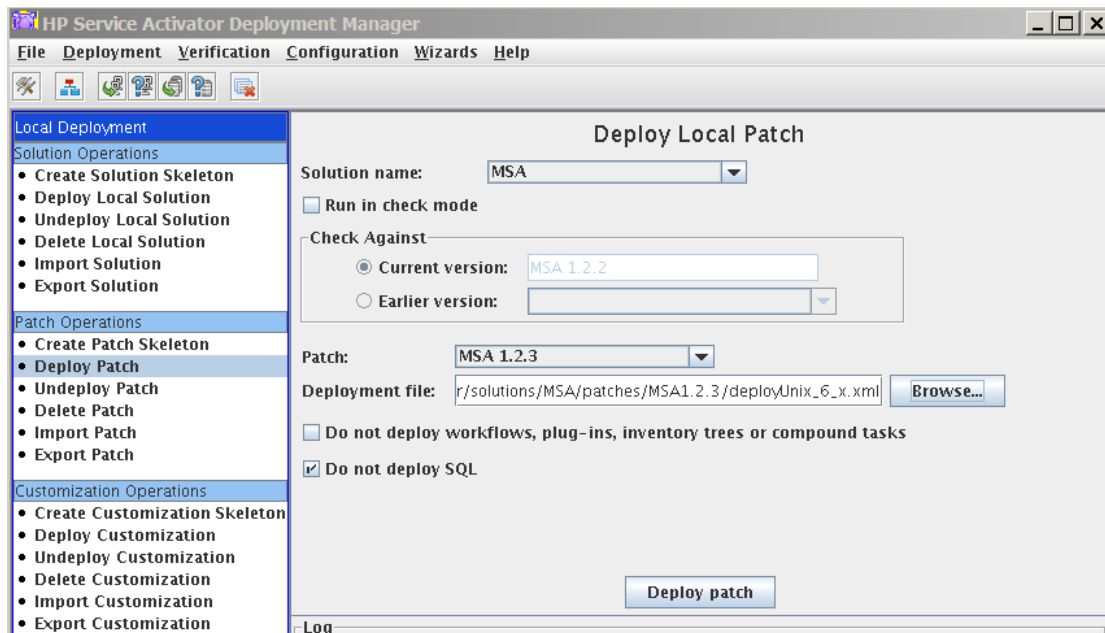 HP Service Activator Deployment Manager
File Deployment Verification Configuration Wizards Help
Local Deployment
Solution Operations
• Create Solution Skeleton
• Deploy Local Solution
• Undeploy Local Solution
• Delete Local Solution
• Import Solution
• Export Solution
Patch Operations
• Create Patch Skeleton
• Deploy Patch
• Undeploy Patch
• Delete Patch
• Import Patch
• Export Patch
Customization Operations
• Create Customization Skeleton
• Deploy Customization
• Undeploy Customization
• Delete Customization
• Import Customization
• Export Customization
Deploy Local Patch
Solution name: MSA
Run in check mode
Check Against
Current version: MSA 1.2.2
Earlier version:
Patch: MSA 1.2.3
Deployment file: r/solutions/MSA/patches/MSA1.2.3/deployUnix_6_x.xml Browse...
Do not deploy workflows, plug-ins, inventory trees or compound tasks
Do not deploy SQL
Deploy patch
Log